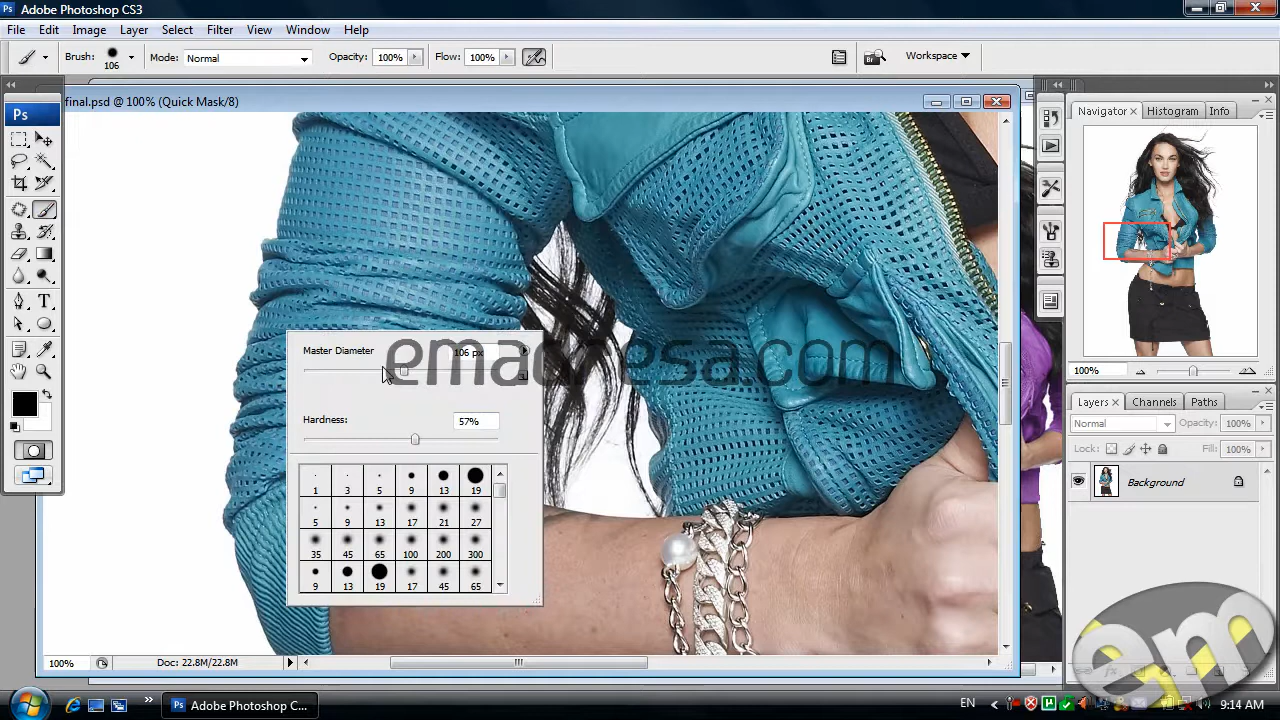 Adobe Photoshop CS3
File Edit Image Layer Select Filter View Window Help
Brush: 106 Mode: Normal Opacity: 100% Flow: 100% Workspace
final.psd @ 100% (Quick Mask/8)
Ps
Navigator Histogram Info
100%
Layers Channels Paths
Normal Opacity: 100%
Lock: Fill: 100%
Background
Master Diameter 106 px
Hardness: 57%
1 3 5 9 13 19
5 9 13 17 21 27
35 45 65 100 200 300
9 13 19 17 45 65
emadresa.com
em
100% Doc: 22.8M/22.8M
Adobe Photoshop C... EN 9:14 AM